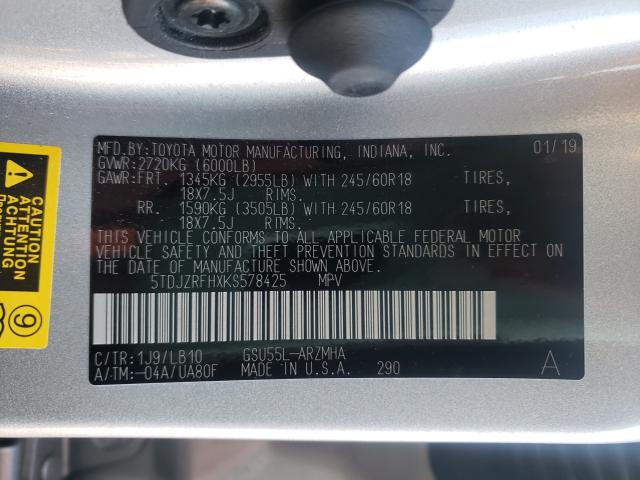 MFD.BY:TOYOTA MOTOR MANUFACTURING, INDIANA, INC. 01/19
GVWR:2720KG (6000LB)
GAWR:FRT. 1345KG (2955LB) WITH 245/60R18 TIRES,
18X7.5J RIMS.
RR. 1590KG (3505LB) WITH 245/60R18 TIRES,
18X7.5J RIMS.
THIS VEHICLE CONFORMS TO ALL APPLICABLE FEDERAL MOTOR
VEHICLE SAFETY AND THEFT PREVENTION STANDARDS IN EFFECT ON
THE DATE OF MANUFACTURE SHOWN ABOVE.
5TDJZRFHXKS578425 MPV
C/TR:1J9/LB10 GSU55L-ARZMHA
A/TM:-04A/UA80F MADE IN U.S.A. 290 A
CAUTION
ATTENTION
ACHTUNG
9